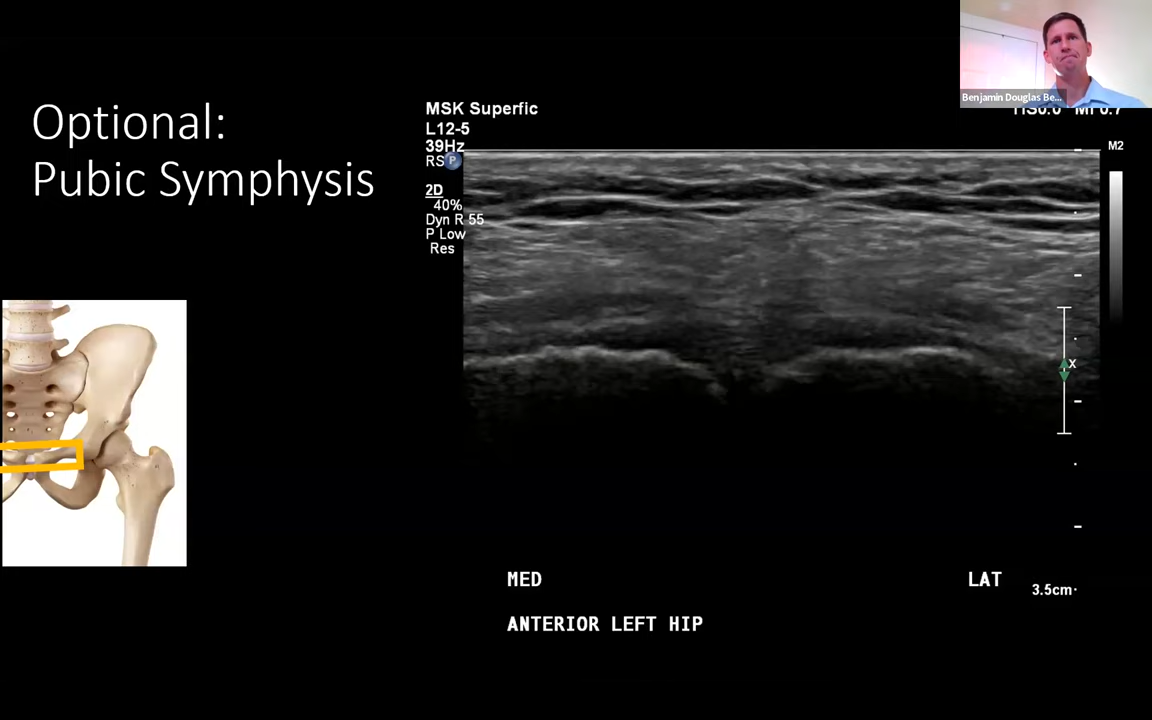 Optional:
Pubic Symphysis
MSK Superfic
L12-5
39Hz
RS
P
2D
40%
Dyn R 55
P Low
Res
Benjamin Douglas Be...
M2
X
MED
LAT
3.5cm
ANTERIOR LEFT HIP